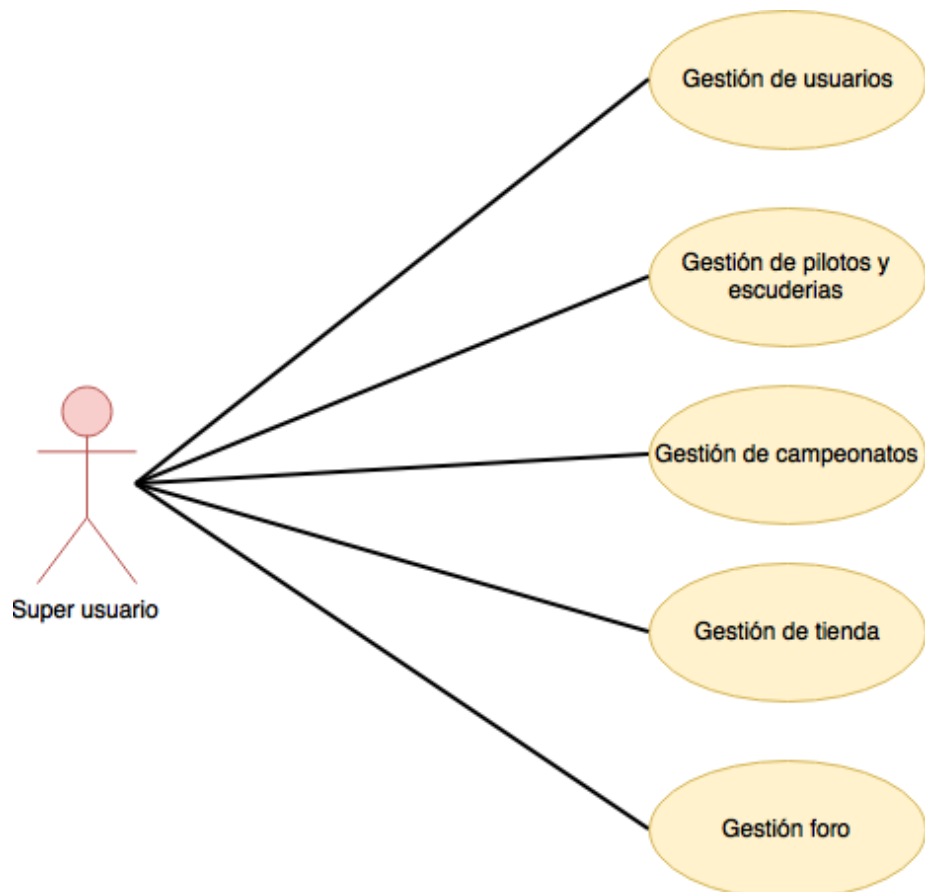 Gestión de usuarios
Gestión de pilotos y
escuderias
Gestión de campeonatos
Super usuario
Gestión de tienda
Gestión foro